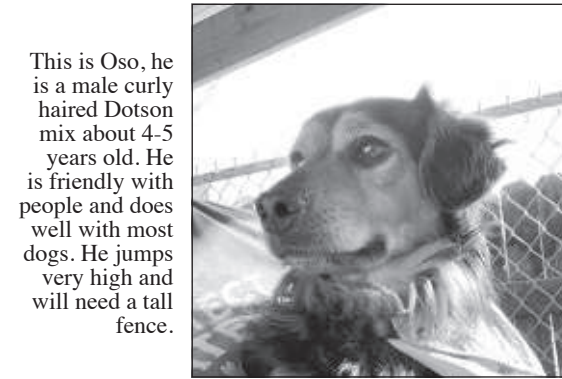 This is Oso, he
is a male curly
haired Dotson
mix about 4-5
years old. He
is friendly with
people and does
well with most
dogs. He jumps
very high and
will need a tall
fence.